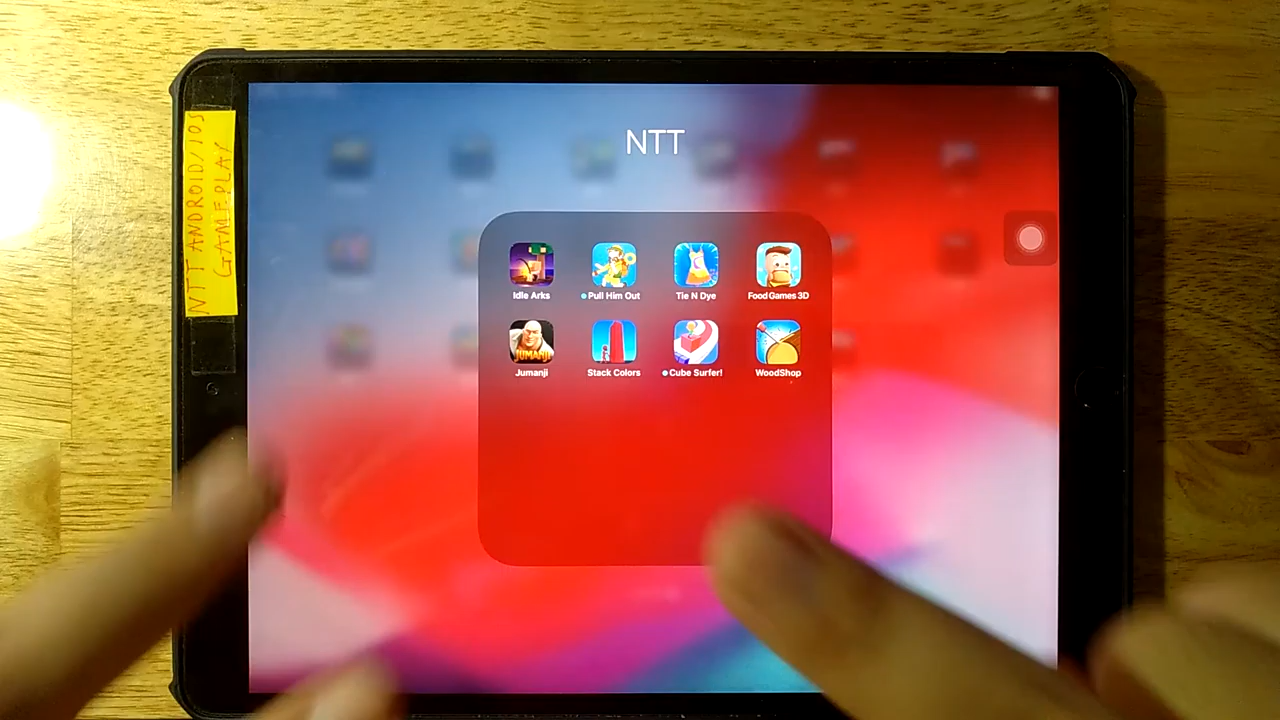 NTT ANDROID/IOS
GAMEPLAY
NTT
Idle Arks
Pull Him Out
Tie N Dye
Food Games 3D
JUMANJI
Jumanji
Stack Colors
Cube Surfer!
WoodShop